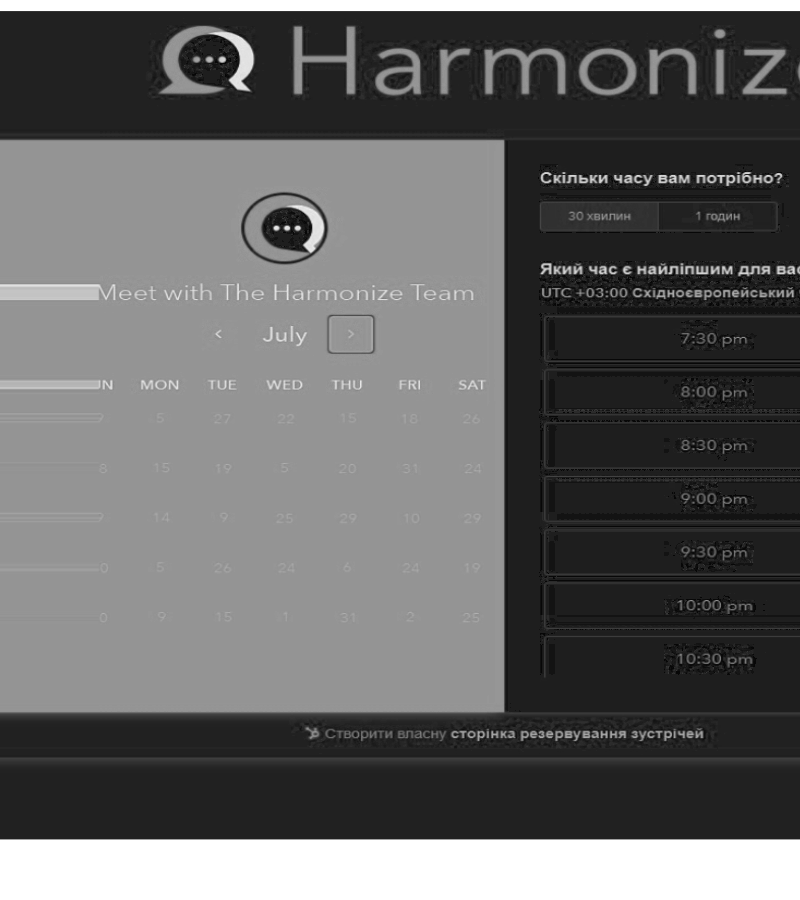 Harmonize
Meet with The Harmonize Team
‹ July ›
N MON TUE WED THU FRI SAT
7 5 27 22 15 18 26
8 15 19 5 20 31 24
7 14 9 25 29 10 29
0 5 26 24 6 24 19
0 9 15 1 31 2 25
Скільки часу вам потрібно?
30 хвилин 1 годин
Який час є найліпшим для вас
UTC +03:00 Східноєвропейський
7:30 pm
8:00 pm
8:30 pm
9:00 pm
9:30 pm
10:00 pm
10:30 pm
Створити власну сторінка резервування зустрічей